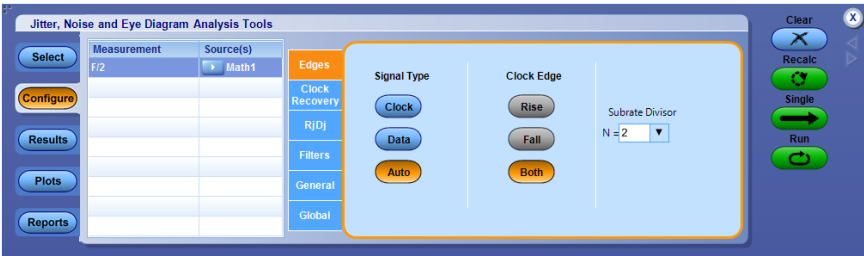 Jitter, Noise and Eye Diagram Analysis Tools
Clear
X
Select
Configure
Results
Plots
Reports
Measurement Source(s)
F/2 Math1
Edges
Clock
Recovery
RjDj
Filters
General
Global
Signal Type
Clock
Data
Auto
Clock Edge
Rise
Fall
Both
Subrate Divisor
N = 2
Recalc
Single
Run